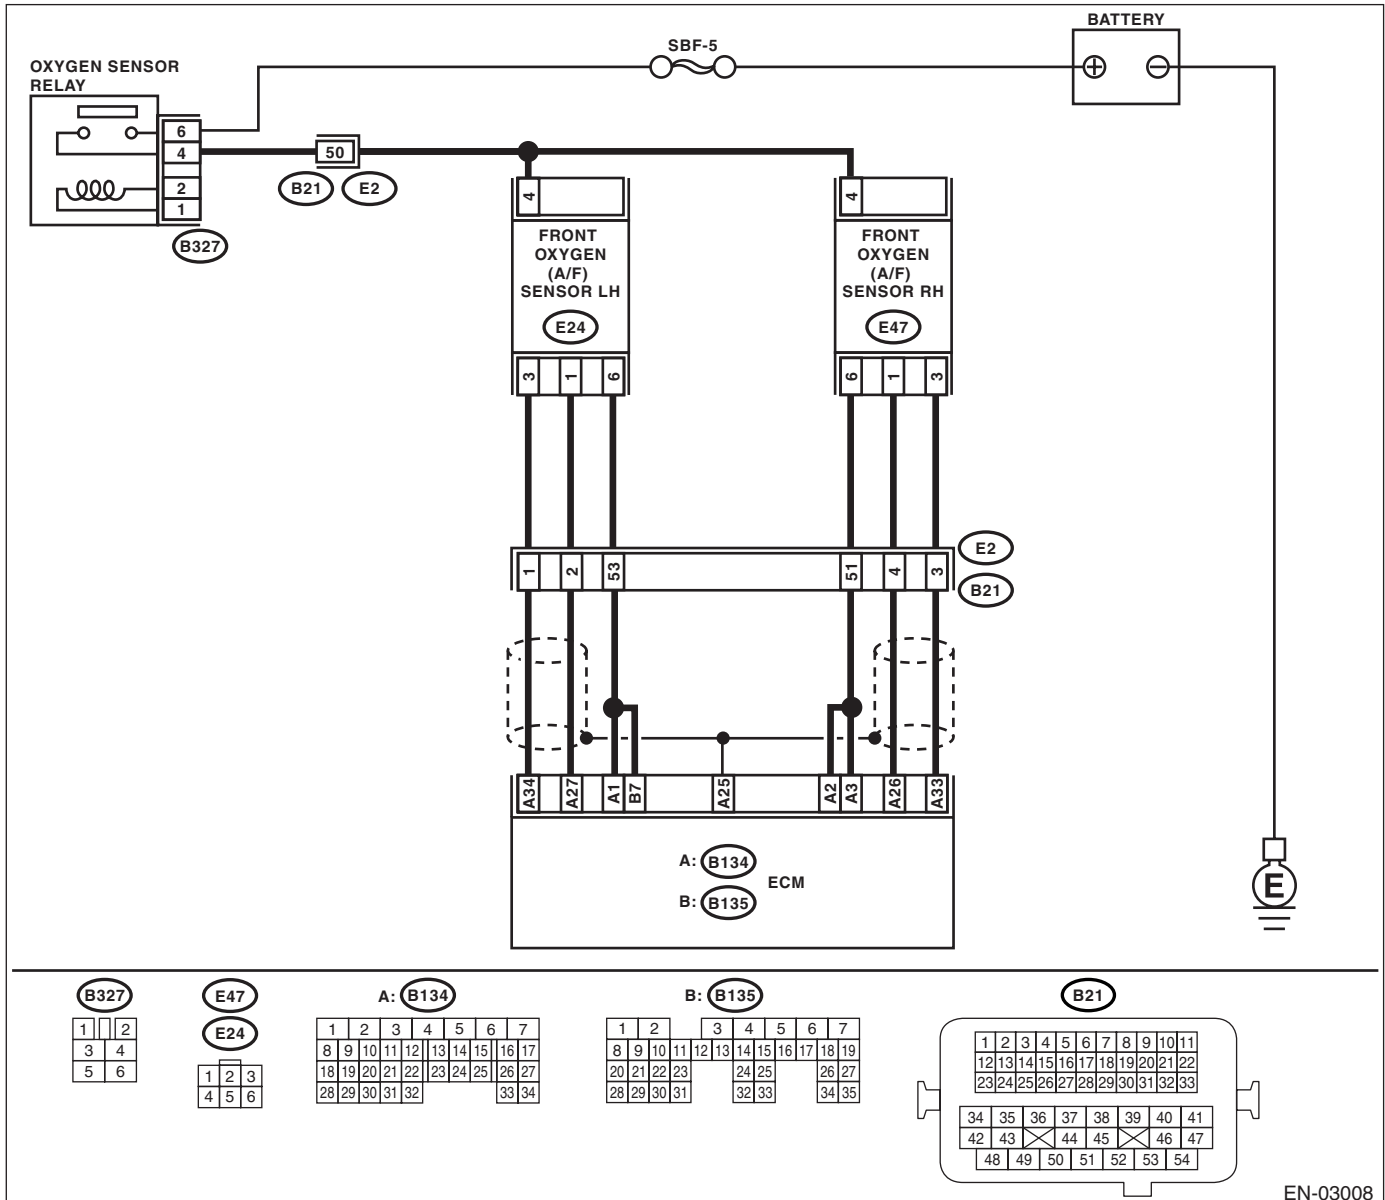 BATTERY
SBF-5
OXYGEN SENSOR
RELAY
6
4
2
1
B327
50
B21 E2
4
FRONT
OXYGEN
(A/F)
SENSOR LH
E24
3 1 6
4
FRONT
OXYGEN
(A/F)
SENSOR RH
E47
6 1 3
E2
1 2 53 51 4 3
B21
A34 A27 A1 B7 A25 A2 A3 A26 A33
A: B134
ECM
B: B135
E
B327
1 2
3 4
5 6
E47
E24
1 2 3
4 5 6
A: B134
1 2 3 4 5 6 7
8 9 10 11 12 13 14 15 16 17
18 19 20 21 22 23 24 25 26 27
28 29 30 31 32 33 34
B: B135
1 2 3 4 5 6 7
8 9 10 11 12 13 14 15 16 17 18 19
20 21 22 23 24 25 26 27
28 29 30 31 32 33 34 35
B21
1 2 3 4 5 6 7 8 9 10 11
12 13 14 15 16 17 18 19 20 21 22
23 24 25 26 27 28 29 30 31 32 33
34 35 36 37 38 39 40 41
42 43 44 45 46 47
48 49 50 51 52 53 54
EN-03008